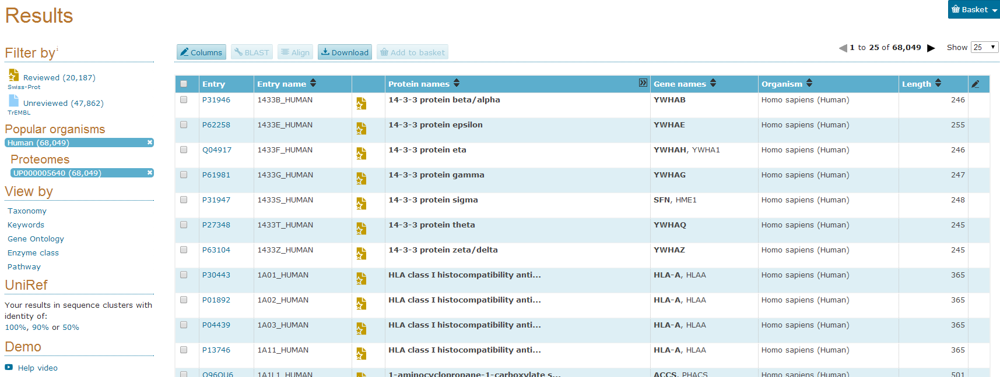 Results
Basket
Filter by i
Columns BLAST Align Download Add to basket
1 to 25 of 68,049 Show 25
Reviewed (20,187)
Swiss-Prot
Unreviewed (47,862)
TrEMBL
Popular organisms
Human (68,049)
Proteomes
UP000005640 (68,049)
View by
Taxonomy
Keywords
Gene Ontology
Enzyme class
Pathway
UniRef
Your results in sequence clusters with
identity of:
100%, 90% or 50%
Demo
Help video
Entry Entry name Protein names Gene names Organism Length
P31946 1433B_HUMAN 14-3-3 protein beta/alpha YWHAB Homo sapiens (Human) 246
P62258 1433E_HUMAN 14-3-3 protein epsilon YWHAE Homo sapiens (Human) 255
Q04917 1433F_HUMAN 14-3-3 protein eta YWHAH, YWHA1 Homo sapiens (Human) 246
P61981 1433G_HUMAN 14-3-3 protein gamma YWHAG Homo sapiens (Human) 247
P31947 1433S_HUMAN 14-3-3 protein sigma SFN, HME1 Homo sapiens (Human) 248
P27348 1433T_HUMAN 14-3-3 protein theta YWHAQ Homo sapiens (Human) 245
P63104 1433Z_HUMAN 14-3-3 protein zeta/delta YWHAZ Homo sapiens (Human) 245
P30443 1A01_HUMAN HLA class I histocompatibility anti... HLA-A, HLAA Homo sapiens (Human) 365
P01892 1A02_HUMAN HLA class I histocompatibility anti... HLA-A, HLAA Homo sapiens (Human) 365
P04439 1A03_HUMAN HLA class I histocompatibility anti... HLA-A, HLAA Homo sapiens (Human) 365
P13746 1A11_HUMAN HLA class I histocompatibility anti... HLA-A, HLAA Homo sapiens (Human) 365
Q96QU6 1A1L1_HUMAN 1-aminocyclopropane-1-carboxylate s... ACCS, PHACS Homo sapiens (Human) 501